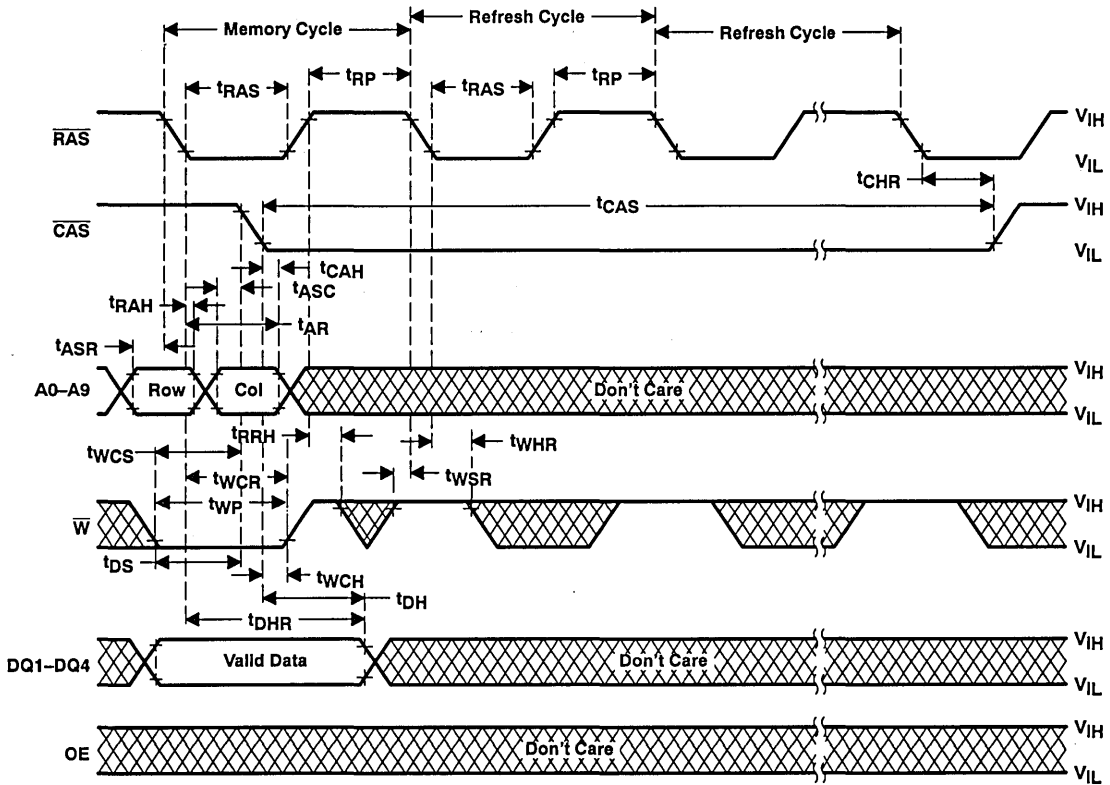 Memory Cycle
Refresh Cycle
Refresh Cycle
tRAS
tRP
tRAS
tRP
RAS
VIH
VIL
tCHR
CAS
tCAS
VIH
VIL
tCAH
tASC
tRAH
tAR
tASR
A0–A9
Row
Col
Don't Care
VIH
VIL
tRRH
tWHR
tWCS
tWSR
tWCR
tWP
W
VIH
VIL
tDS
tWCH
tDH
tDHR
DQ1–DQ4
Valid Data
Don't Care
VIH
VIL
OE
Don't Care
VIH
VIL